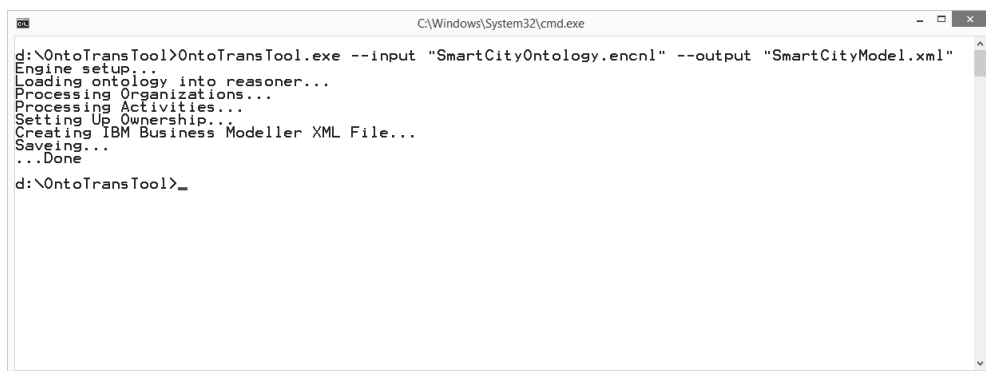 C:\Windows\System32\cmd.exe
d:\OntoTransTool>OntoTransTool.exe --input "SmartCityOntology.encnl" --output "SmartCityModel.xml"
Engine setup...
Loading ontology into reasoner...
Processing Organizations...
Processing Activities...
Setting Up Ownership...
Creating IBM Business Modeller XML File...
Saveing...
...Done
d:\OntoTransTool>_